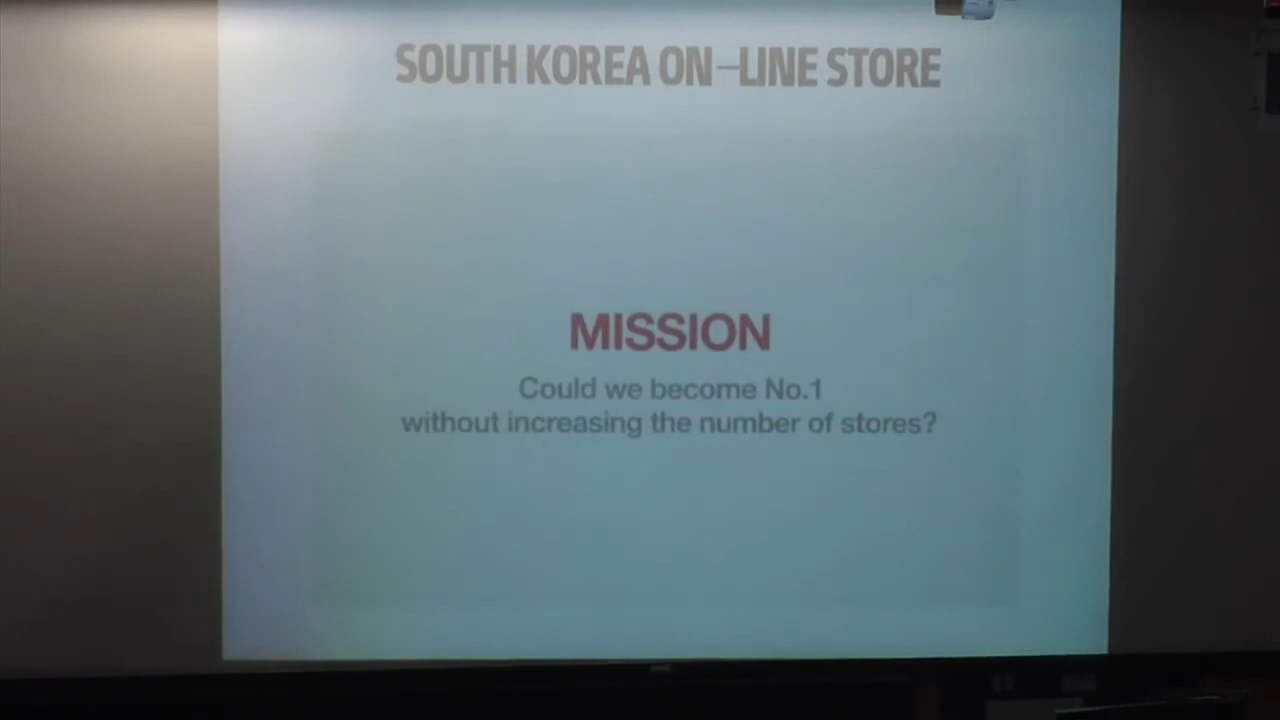 SOUTH KOREA ON-LINE STORE
MISSION
Could we become No.1
without increasing the number of stores?